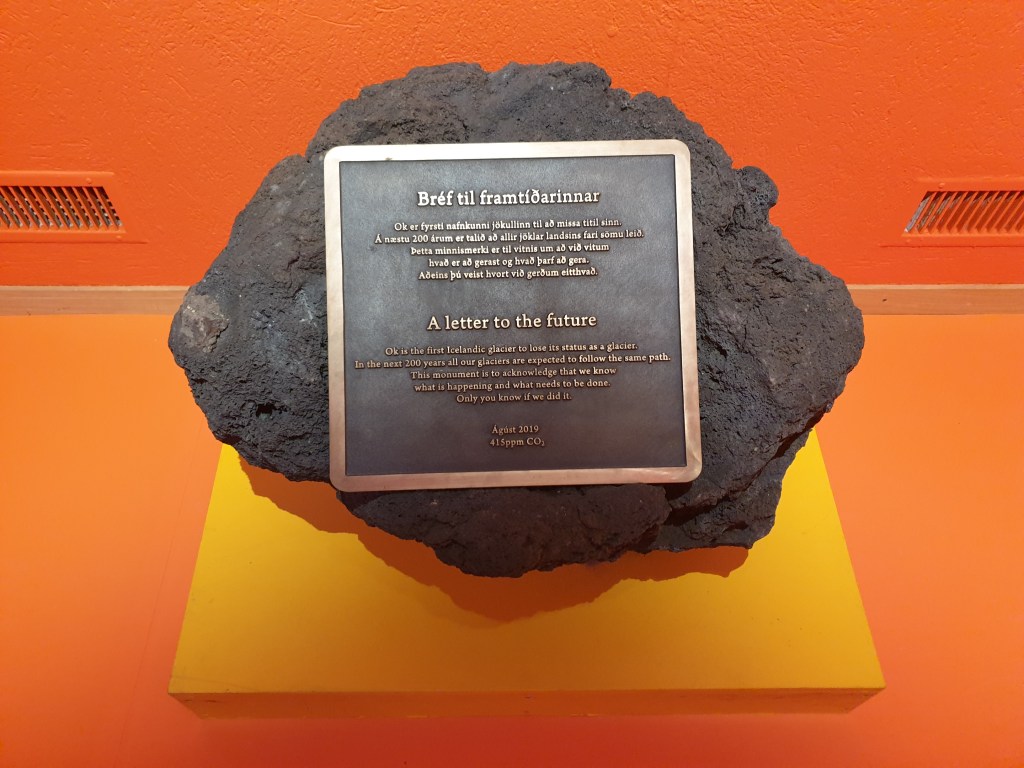 Bréf til framtíðarinnar
Ok er fyrsti nafnkunni jökullinn til að missa titil sinn.
Á næstu 200 árum er talið að allir jöklar landsins fari sömu leið.
Þetta minnismerki er til vitnis um að við vitum
hvað er að gerast og hvað þarf að gera.
Aðeins þú veist hvort við gerðum eitthvað.
A letter to the future
Ok is the first Icelandic glacier to lose its status as a glacier.
In the next 200 years all our glaciers are expected to follow the same path.
This monument is to acknowledge that we know
what is happening and what needs to be done.
Only you know if we did it.
Ágúst 2019
415ppm CO₂